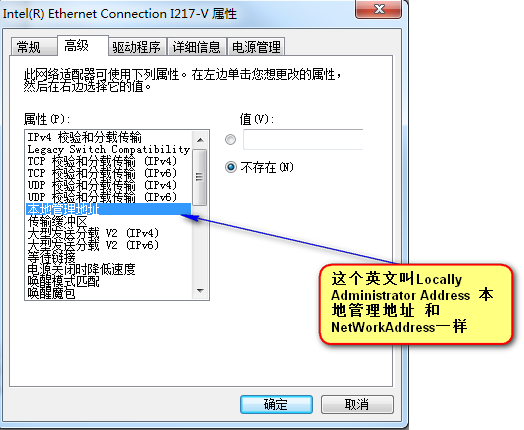 Intel(R) Ethernet Connection I217-V 属性
常规 高级 驱动程序 详细信息 电源管理
此网络适配器可使用下列属性。在左边单击您想更改的属性，
然后在右边选择它的值。
属性(P):
值(V):
IPv4 校验和分载传输
Legacy Switch Compatibility
TCP 校验和分载传输 (IPv4)
TCP 校验和分载传输 (IPv6)
UDP 校验和分载传输 (IPv4)
UDP 校验和分载传输 (IPv6)
本地管理地址
传输缓冲区
大型发送分载 V2 (IPv4)
大型发送分载 V2 (IPv6)
等待链接
电源关闭时降低速度
唤醒模式匹配
唤醒魔包
不存在(N)
这个英文叫Locally
Administrator Address 本
地管理地址 和
NetWorkAddress一样
确定 取消